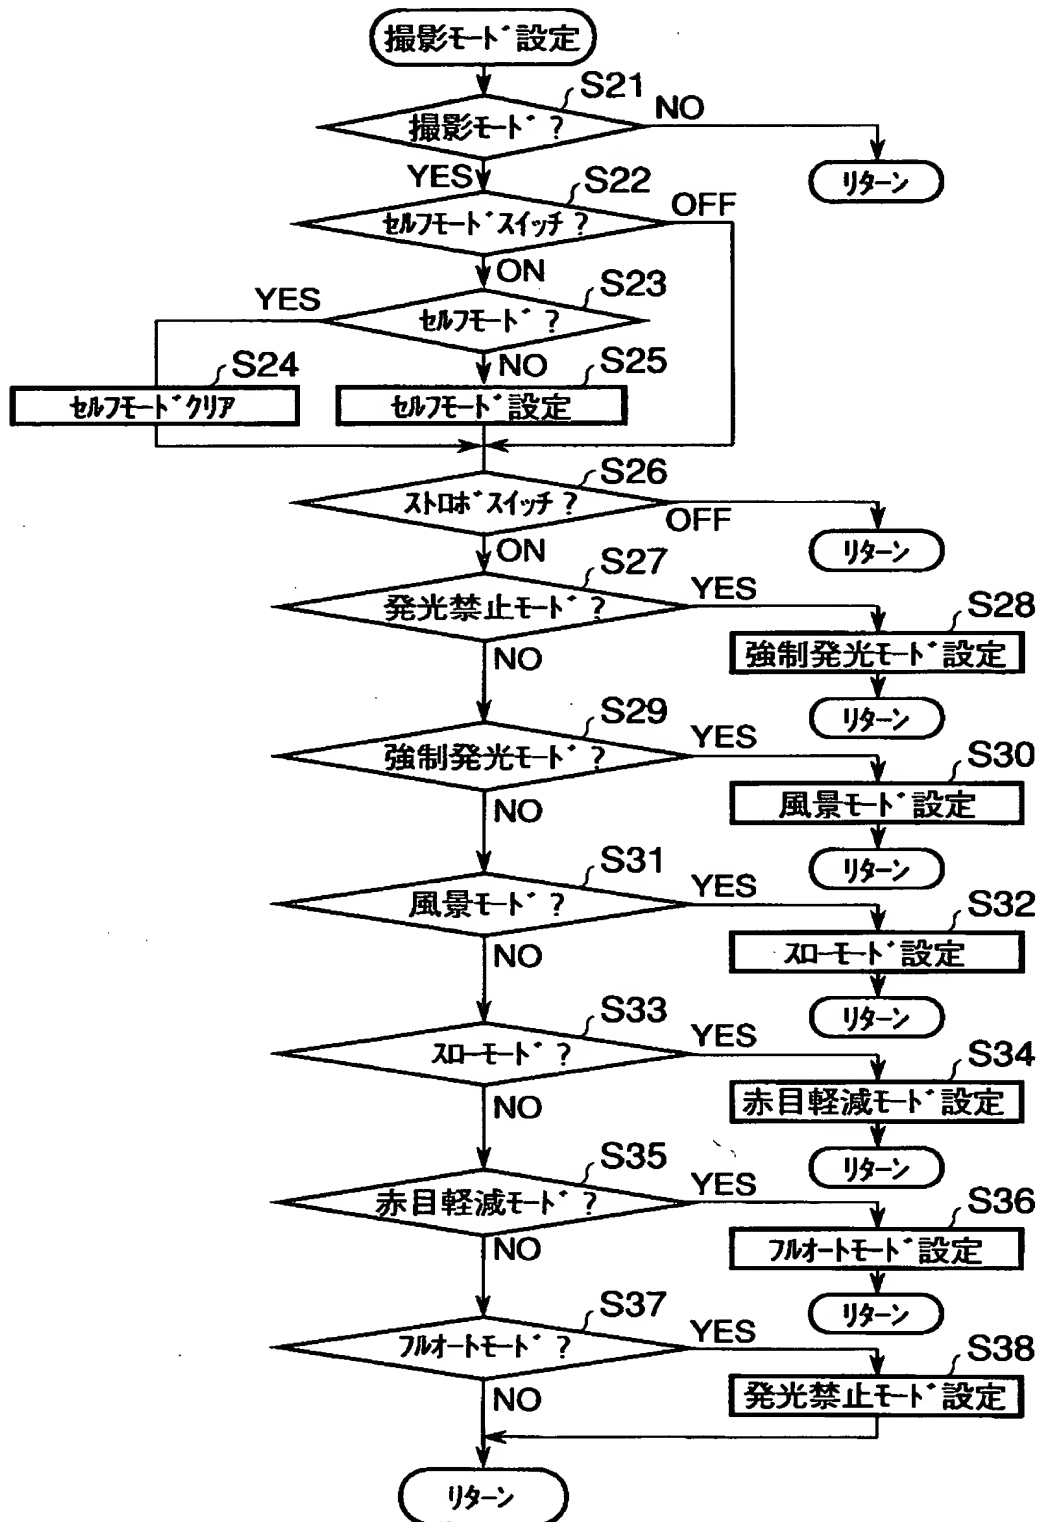 撮影モード設定
S21
撮影モード?
NO
リターン
YES
S22
セルフモードスイッチ?
OFF
ON
S23
YES
セルフモード?
NO
S24
S25
セルフモードクリア
セルフモード設定
S26
ストロボスイッチ?
OFF
リターン
ON
S27
発光禁止モード?
YES
S28
強制発光モード設定
NO
リターン
S29
強制発光モード?
YES
S30
風景モード設定
NO
リターン
S31
風景モード?
YES
S32
スローモード設定
NO
リターン
S33
スローモード?
YES
S34
赤目軽減モード設定
NO
リターン
S35
赤目軽減モード?
YES
S36
フルオートモード設定
NO
リターン
S37
フルオートモード?
YES
S38
発光禁止モード設定
NO
リターン